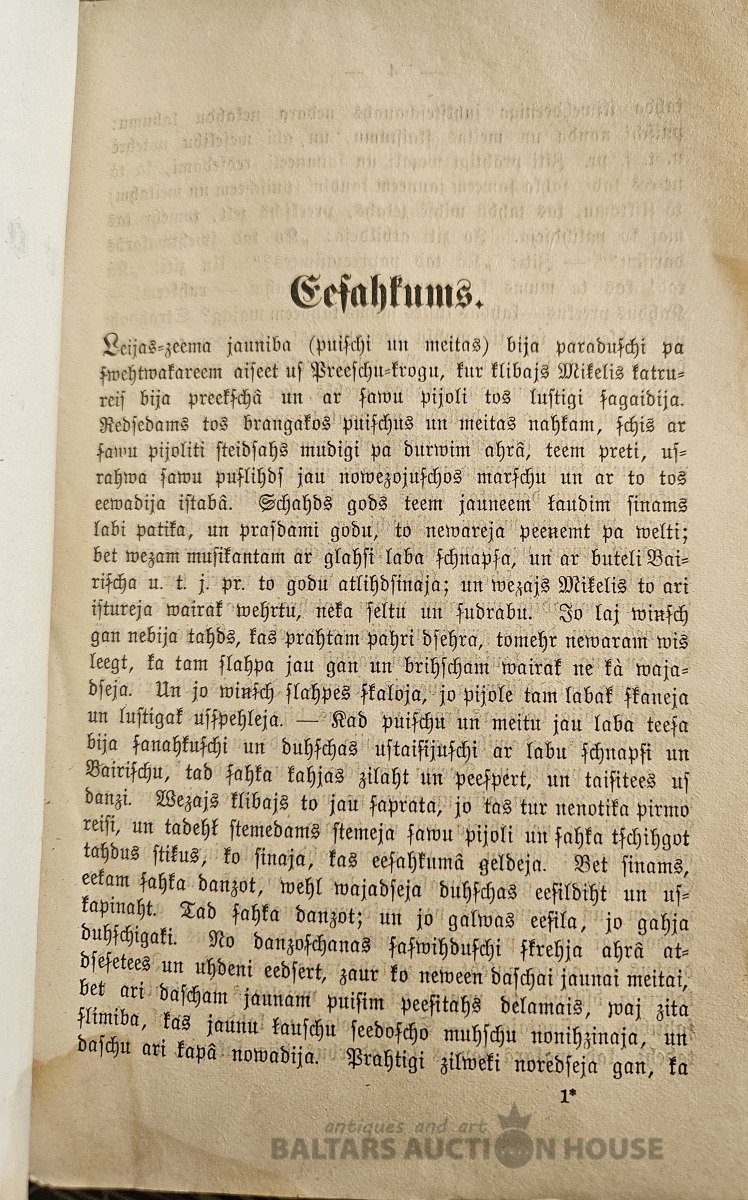 Eesahkums.
Leijas-zeema jauniba (puischi un meitas) bija paraduschi pa
swehtwakareem aiseet us Preeschu-krogu, kur klibajs Mikelis katru-
reis bija preekschâ un ar sawu pijoli tos lustigi sagaidija.
Redsedams tos brangakos puischus un meitas nahkam, schis ar
sawu pijoliti steidsahs mudigi pa durwim ahrâ, teem preti, us-
rahwa sawu puslihds jau nowezojuschos marschu un ar to tos
eewadija istabâ. Schahds gods teem jauneem laudim sinams
labi patika, un prasdami godu, to newareja peenemt pa welti;
bet wezam musikantam ar glahsi laba schnapsa, un ar buteli Bai-
rischa u. t. j. pr. to godu atlihdsinaja; un wezajs Mikelis to ari
istureja wairak wehrtu, neka seltu un sudrabu. Jo laj winsch
gan nebija tahds, kas prahtam pahri dsehra, tomehr newaram wis
leegt, ka tam slahpa jau gan un brihscham wairak ne kà waja-
dseja. Un jo winsch slahpes skaloja, jo pijole tam labak skaneja
un lustigak usspehleja. — Kad puischu un meitu jau laba teesa
bija sanahkuschi un duhschas ustaisijuschi ar labu schnapsi un
Bairischu, tad sahka kahjas zilaht un peespert, un taisitees us
danzi. Wezajs klibajs to jau saprata, jo tas tur nenotika pirmo
reisi, un tadehl stemedams stemeja sawu pijoli un sahka tschihgot
tahdus stikus, ko sinaja, kas eesahkumâ geldeja. Bet sinams,
eekam sahka danzot, wehl wajadseja duhschas eesildiht un us-
kapinaht. Tad sahka danzot; un jo galwas eesila, jo gahja
duhschigaki. No danzoschanas saswihduschi skrehja ahrâ at-
dsesetees un uhdeni eedsert, zaur ko neween daschai jaunai meitai,
bet ari dascham jaunam puisim peesitahs delamais, waj zita
slimiba, kas jaunu lauschu seedoscho muhschu nonihzinaja, un
daschu ari kapâ nowadija. Prahtigi zilweki noredseja gan, ka
1*
antiques and art
BALTARS AUCTION HOUSE